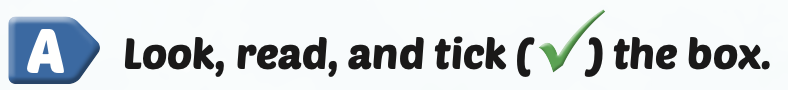 A Look, read, and tick (✓) the box.